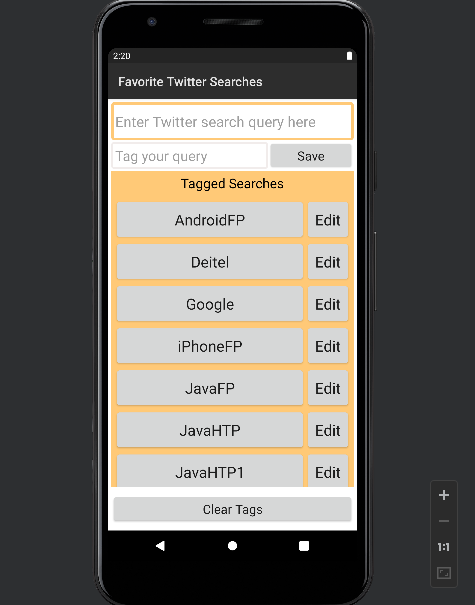 2:20
Favorite Twitter Searches
Enter Twitter search query here
Tag your query Save
Tagged Searches
AndroidFP Edit
Deitel Edit
Google Edit
iPhoneFP Edit
JavaFP Edit
JavaHTP Edit
JavaHTP1 Edit
Clear Tags
+
−
1:1